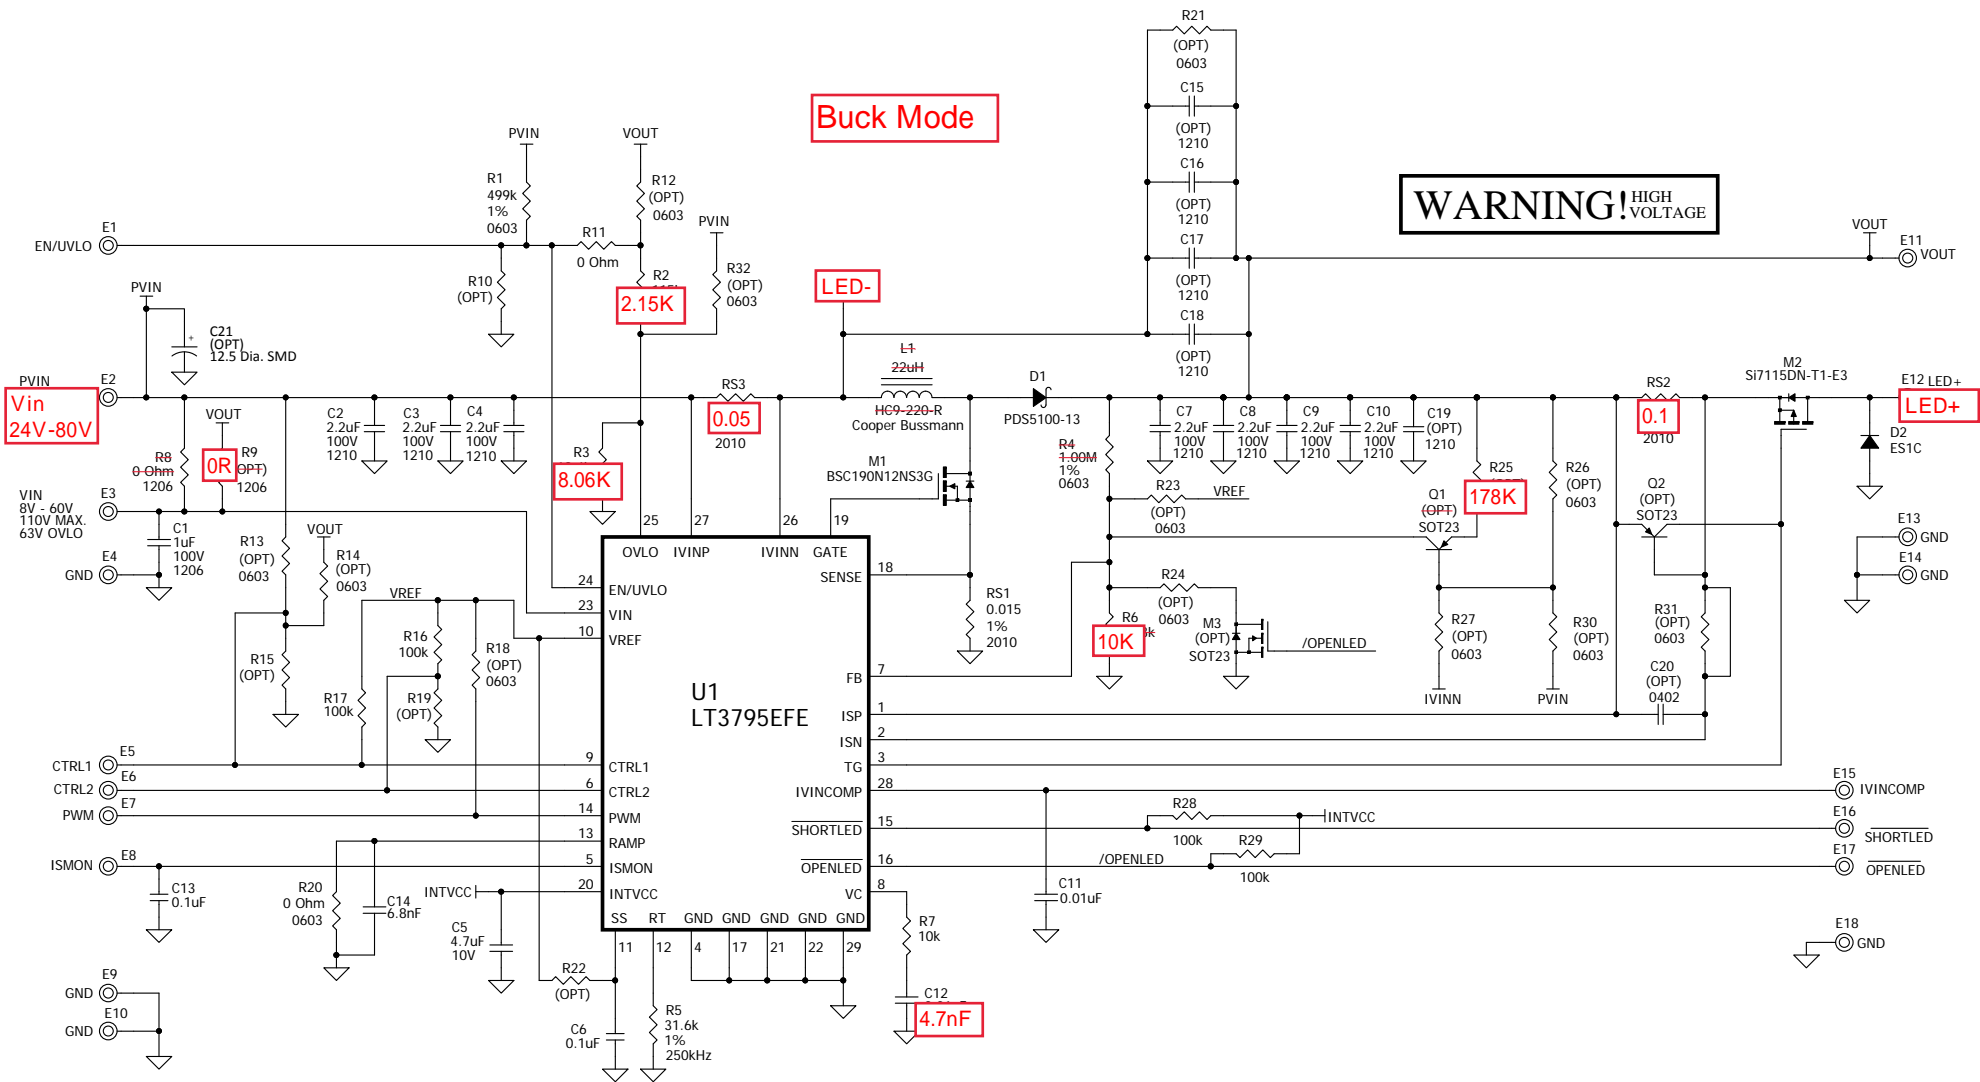 R21
(OPT)
0603
C15
(OPT)
1210
C16
(OPT)
1210
C17
(OPT)
1210
C18
(OPT)
1210
Buck Mode
WARNING! HIGH VOLTAGE
PVIN
VOUT
R1
499k
1%
0603
R12
(OPT)
0603
PVIN
R11
0 Ohm
E1
EN/UVLO
R10
(OPT)
R2
2.15K
R32
(OPT)
0603
LED-
VOUT
E11
VOUT
PVIN
C21
(OPT)
12.5 Dia. SMD
+
PVIN
E2
Vin
24V-80V
VOUT
R8
0 Ohm
1206
0R
R9
(OPT)
1206
C2
2.2uF
100V
1210
C3
2.2uF
100V
1210
C4
2.2uF
100V
1210
R3
8.06K
RS3
0.05
2010
L1
22uH
HC9-220-R
Cooper Bussmann
D1
PDS5100-13
M1
BSC190N12NS3G
R4
1.00M
1%
0603
C7
2.2uF
100V
1210
C8
2.2uF
100V
1210
C9
2.2uF
100V
1210
C10
2.2uF
100V
1210
C19
(OPT)
1210
RS2
0.1
2010
M2
Si7115DN-T1-E3
E12 LED+
LED+
D2
ES1C
R23
(OPT)
0603
VREF
Q1
(OPT)
SOT23
R25
178K
R26
(OPT)
0603
Q2
(OPT)
SOT23
E13
GND
E14
GND
VIN
8V - 60V
110V MAX.
63V OVLO
E3
C1
1uF
100V
1206
E4
GND
R13
(OPT)
0603
VOUT
R14
(OPT)
0603
R15
(OPT)
VREF
R16
100k
R17
100k
R18
(OPT)
0603
R19
(OPT)
25
27
26
19
OVLO
IVINP
IVINN
GATE
24
EN/UVLO
23
VIN
10
VREF
U1
LT3795EFE
18
SENSE
RS1
0.015
1%
2010
R24
(OPT)
0603
R6
10K
M3
(OPT)
SOT23
/OPENLED
R27
(OPT)
0603
IVINN
R30
(OPT)
0603
PVIN
R31
(OPT)
0603
C20
(OPT)
0402
7
FB
1
ISP
2
ISN
3
TG
28
IVINCOMP
15
SHORTLED
16
OPENLED
8
VC
E5
CTRL1
E6
CTRL2
E7
PWM
E8
ISMON
9
CTRL1
6
CTRL2
14
PWM
13
RAMP
5
ISMON
20
INTVCC
C13
0.1uF
R20
0 Ohm
0603
C14
6.8nF
INTVCC
C5
4.7uF
10V
SS
RT
GND
GND
GND
GND
GND
11
12
4
17
21
22
29
R28
100k
INTVCC
R29
100k
/OPENLED
E15
IVINCOMP
E16
SHORTLED
E17
OPENLED
C11
0.01uF
R7
10k
C12
4.7nF
R22
(OPT)
C6
0.1uF
R5
31.6k
1%
250kHz
E18
GND
E9
GND
E10
GND